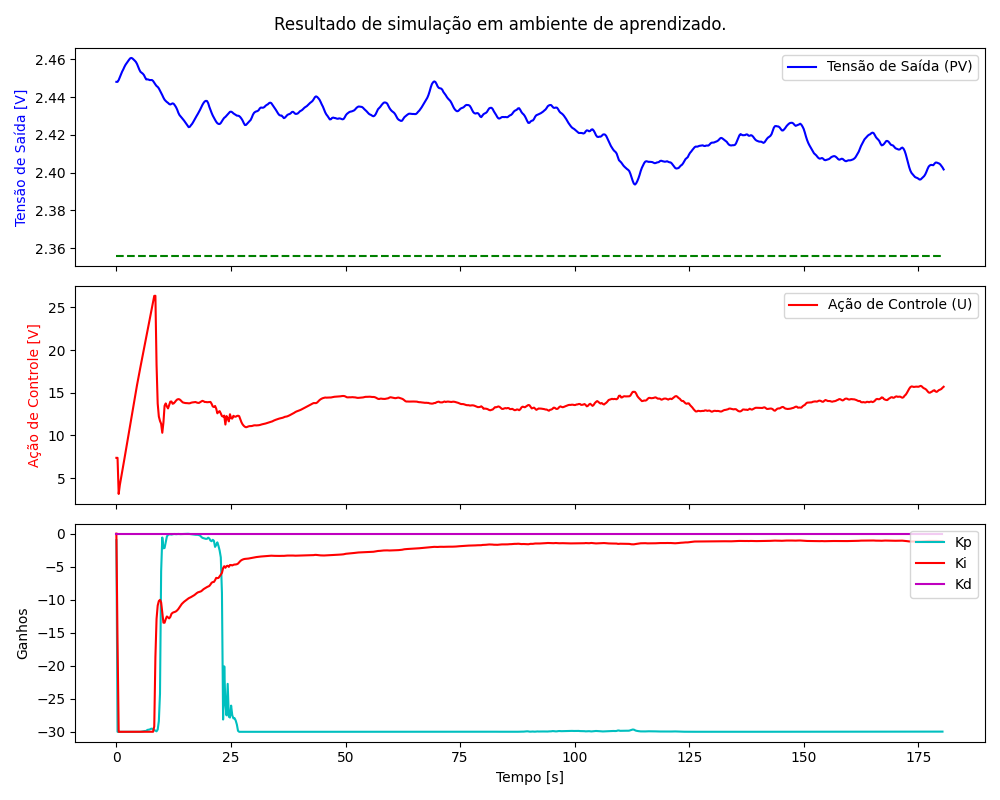 Resultado de simulação em ambiente de aprendizado.
Tensão de Saída [V]
2.46
2.44
2.42
2.40
2.38
2.36
Tensão de Saída (PV)
Ação de Controle [V]
25
20
15
10
5
Ação de Controle (U)
Ganhos
0
−5
−10
−15
−20
−25
−30
Kp
Ki
Kd
0 25 50 75 100 125 150 175
Tempo [s]